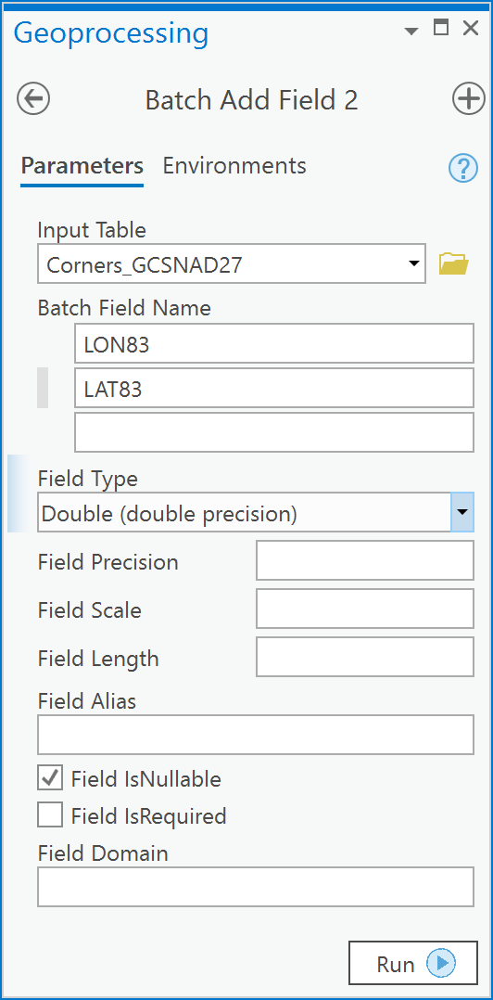 Geoprocessing
Batch Add Field 2
Parameters Environments
Input Table
Corners_GCSNAD27
Batch Field Name
LON83
LAT83
Field Type
Double (double precision)
Field Precision
Field Scale
Field Length
Field Alias
Field IsNullable
Field IsRequired
Field Domain
Run